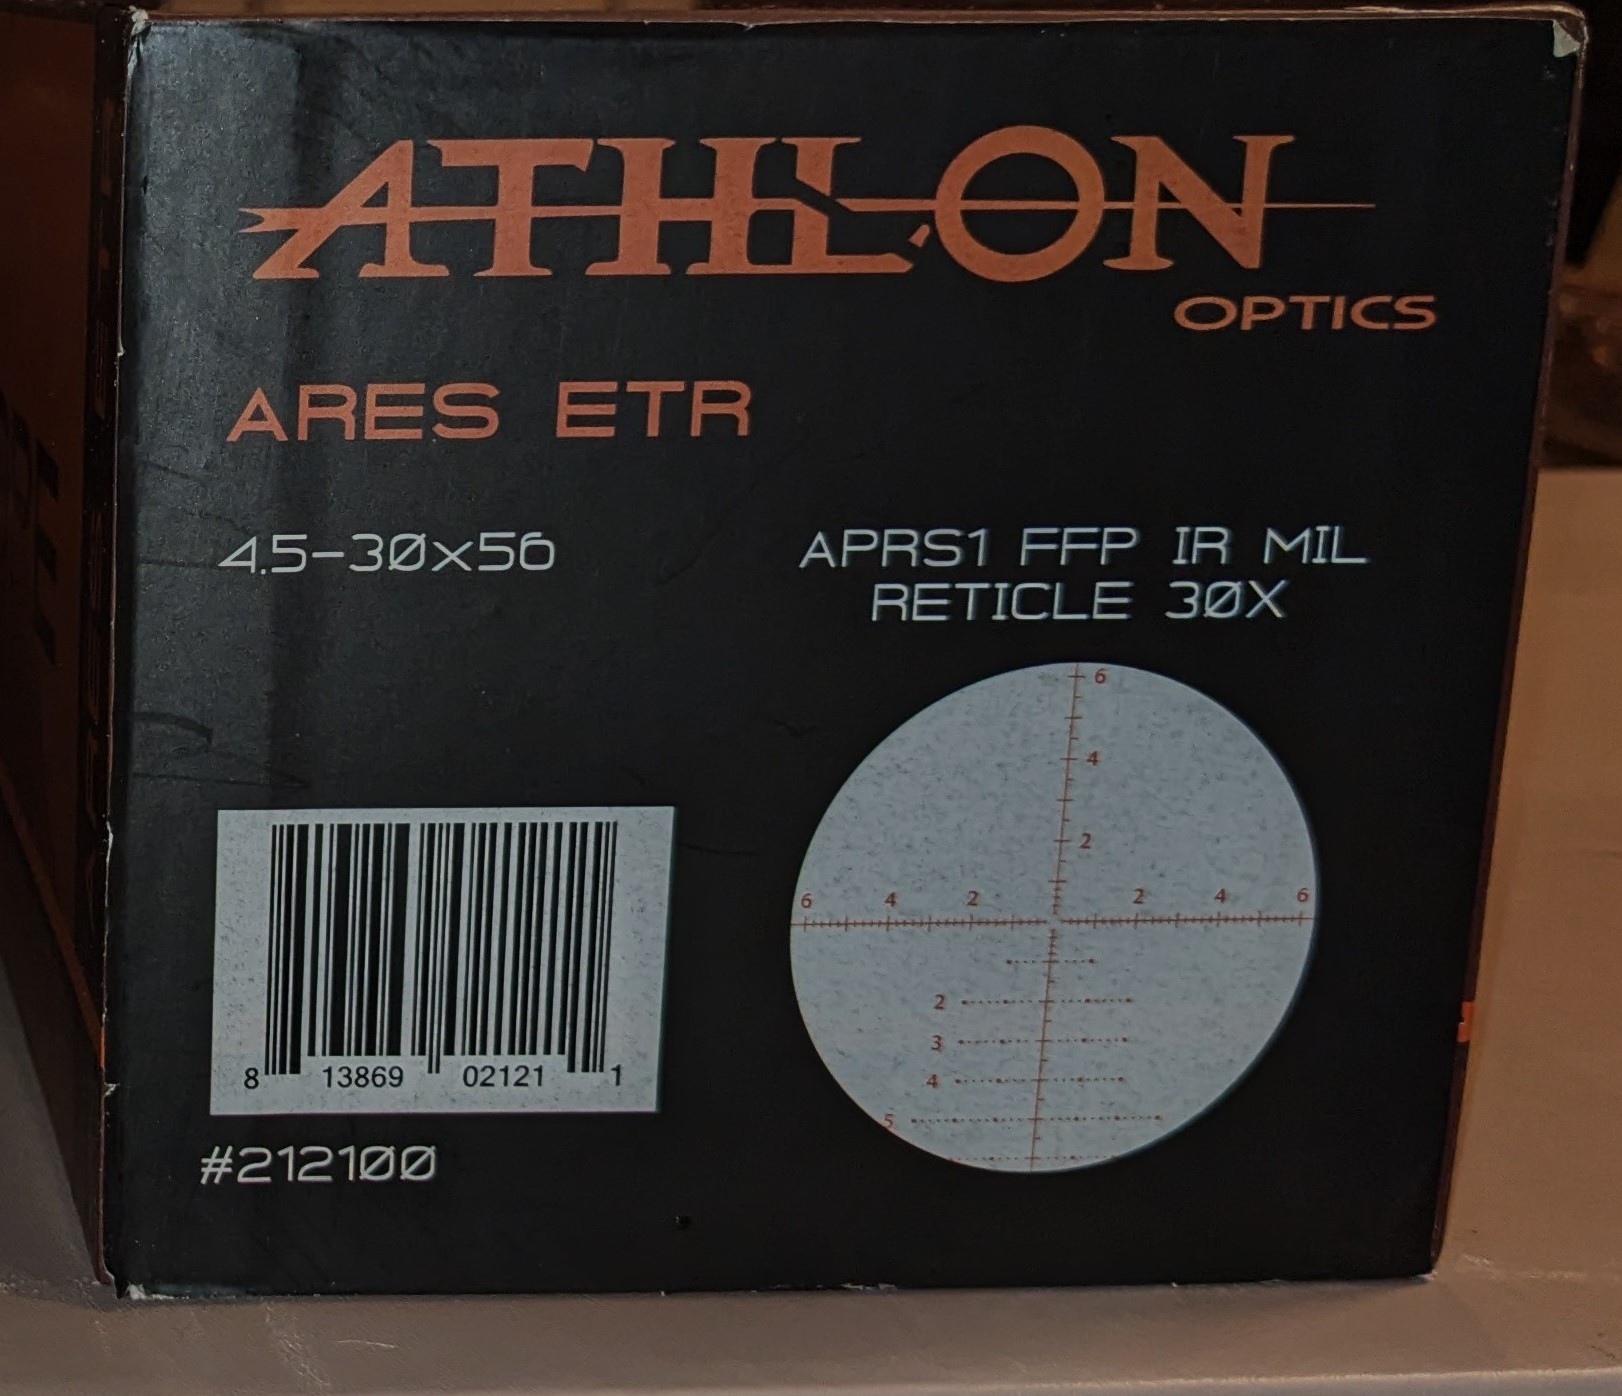 ATHLON
OPTICS
ARES ETR
4.5-30x56
APRS1 FFP IR MIL
RETICLE 30X
6
4
2
6 4 2 2 4 6
2
3
4
5
8 13869 02121 1
#212100